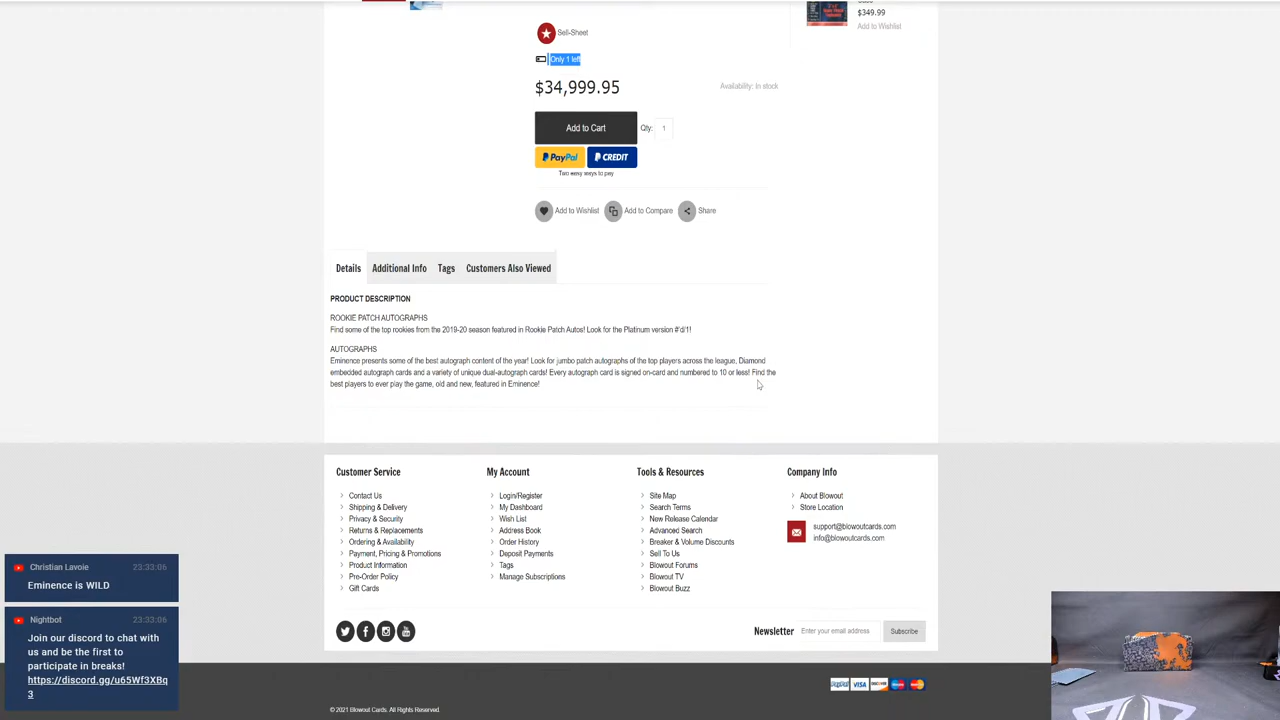 Case
$349.99
Add to Wishlist
Sell-Sheet
Only 1 left
$34,999.95
Availability: In stock
Add to Cart
Qty:
1
PayPal
CREDIT
Two easy ways to pay
Add to Wishlist
Add to Compare
Share
Details
Additional Info
Tags
Customers Also Viewed
PRODUCT DESCRIPTION
ROOKIE PATCH AUTOGRAPHS
Find some of the top rookies from the 2019-20 season featured in Rookie Patch Autos! Look for the Platinum version #'d/1!
AUTOGRAPHS
Eminence presents some of the best autograph content of the year! Look for jumbo patch autographs of the top players across the league, Diamond
embedded autograph cards and a variety of unique dual-autograph cards! Every autograph card is signed on-card and numbered to 10 or less! Find the
best players to ever play the game, old and new, featured in Eminence!
Customer Service
Contact Us
Shipping & Delivery
Privacy & Security
Returns & Replacements
Ordering & Availability
Payment, Pricing & Promotions
Product Information
Pre-Order Policy
Gift Cards
My Account
Login/Register
My Dashboard
Wish List
Address Book
Order History
Deposit Payments
Tags
Manage Subscriptions
Tools & Resources
Site Map
Search Terms
New Release Calendar
Advanced Search
Breaker & Volume Discounts
Sell To Us
Blowout Forums
Blowout TV
Blowout Buzz
Company Info
About Blowout
Store Location
support@blowoutcards.com
info@blowoutcards.com
Newsletter
Enter your email address
Subscribe
PayPal
VISA
DISCOVER
© 2021 Blowout Cards. All Rights Reserved.
Christian Lavoie
23:33:06
Eminence is WILD
Nightbot
23:33:06
Join our discord to chat with
us and be the first to
participate in breaks!
https://discord.gg/u65Wf3XBq
3